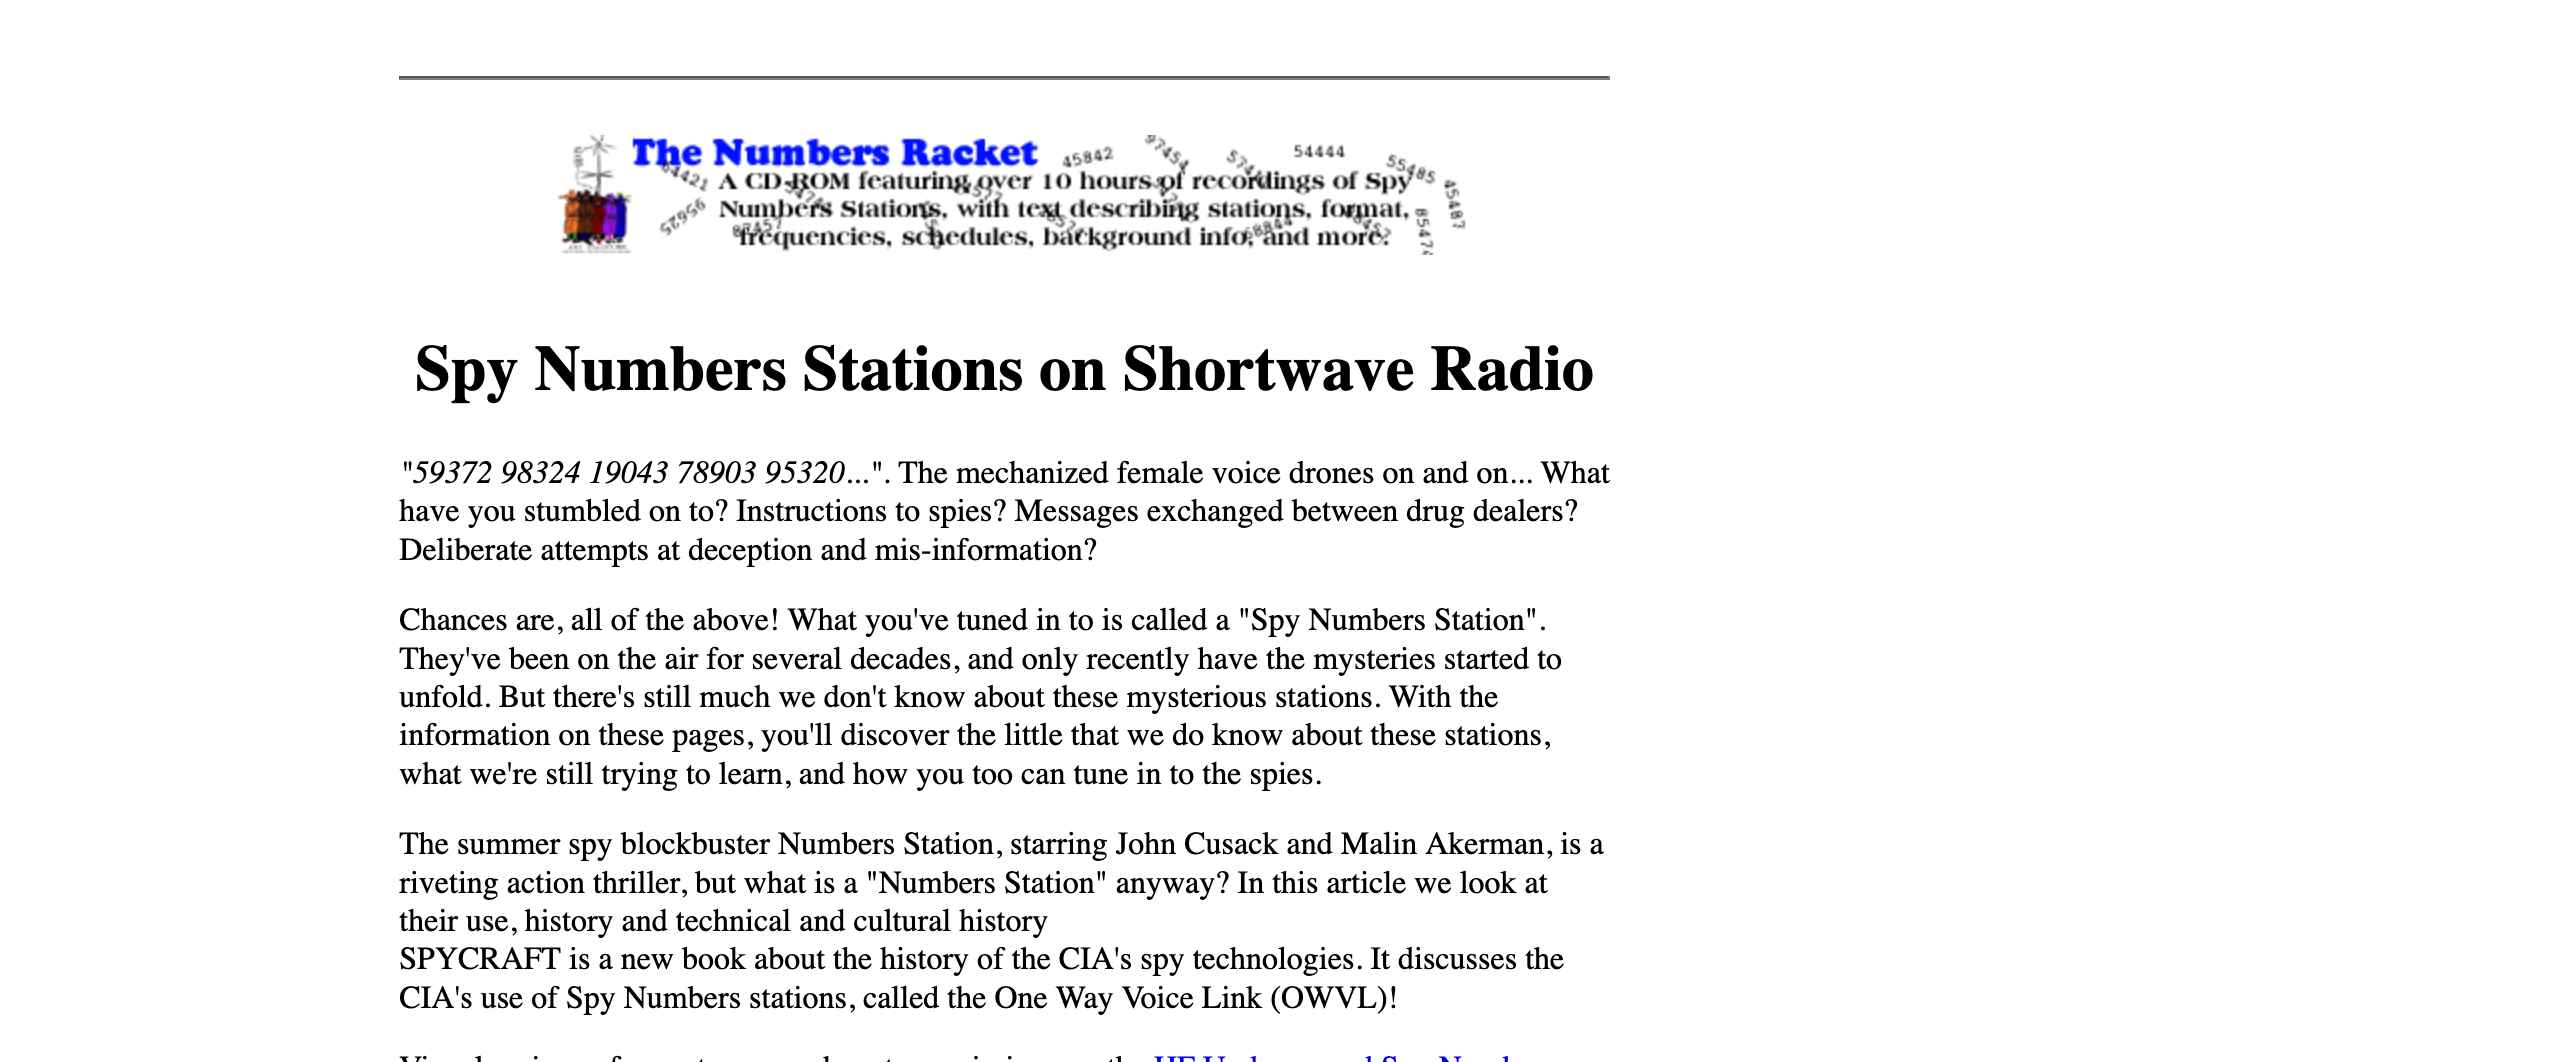 The Numbers Racket
45842
97454
54444
55485
45487
64421
A CD-ROM featuring over 10 hours of recordings of Spy
Numbers Stations, with text describing stations, format,
95625
frequencies, schedules, background info, and more.
87457
Spy Numbers Stations on Shortwave Radio
"59372 98324 19043 78903 95320...". The mechanized female voice drones on and on... What
have you stumbled on to? Instructions to spies? Messages exchanged between drug dealers?
Deliberate attempts at deception and mis-information?
Chances are, all of the above! What you've tuned in to is called a "Spy Numbers Station".
They've been on the air for several decades, and only recently have the mysteries started to
unfold. But there's still much we don't know about these mysterious stations. With the
information on these pages, you'll discover the little that we do know about these stations,
what we're still trying to learn, and how you too can tune in to the spies.
The summer spy blockbuster Numbers Station, starring John Cusack and Malin Akerman, is a
riveting action thriller, but what is a "Numbers Station" anyway? In this article we look at
their use, history and technical and cultural history
SPYCRAFT is a new book about the history of the CIA's spy technologies. It discusses the
CIA's use of Spy Numbers stations, called the One Way Voice Link (OWVL)!